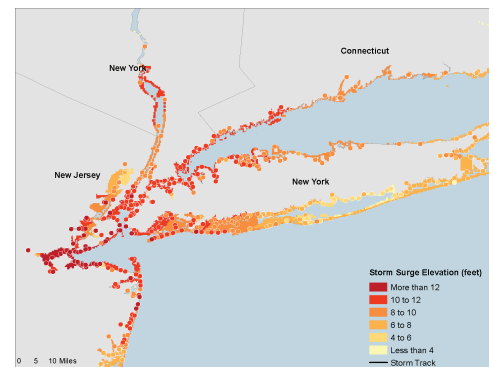 Connecticut
New York
New Jersey
New York
Storm Surge Elevation (feet)
More than 12
10 to 12
8 to 10
6 to 8
4 to 6
Less than 4
Storm Track
0 5 10 Miles